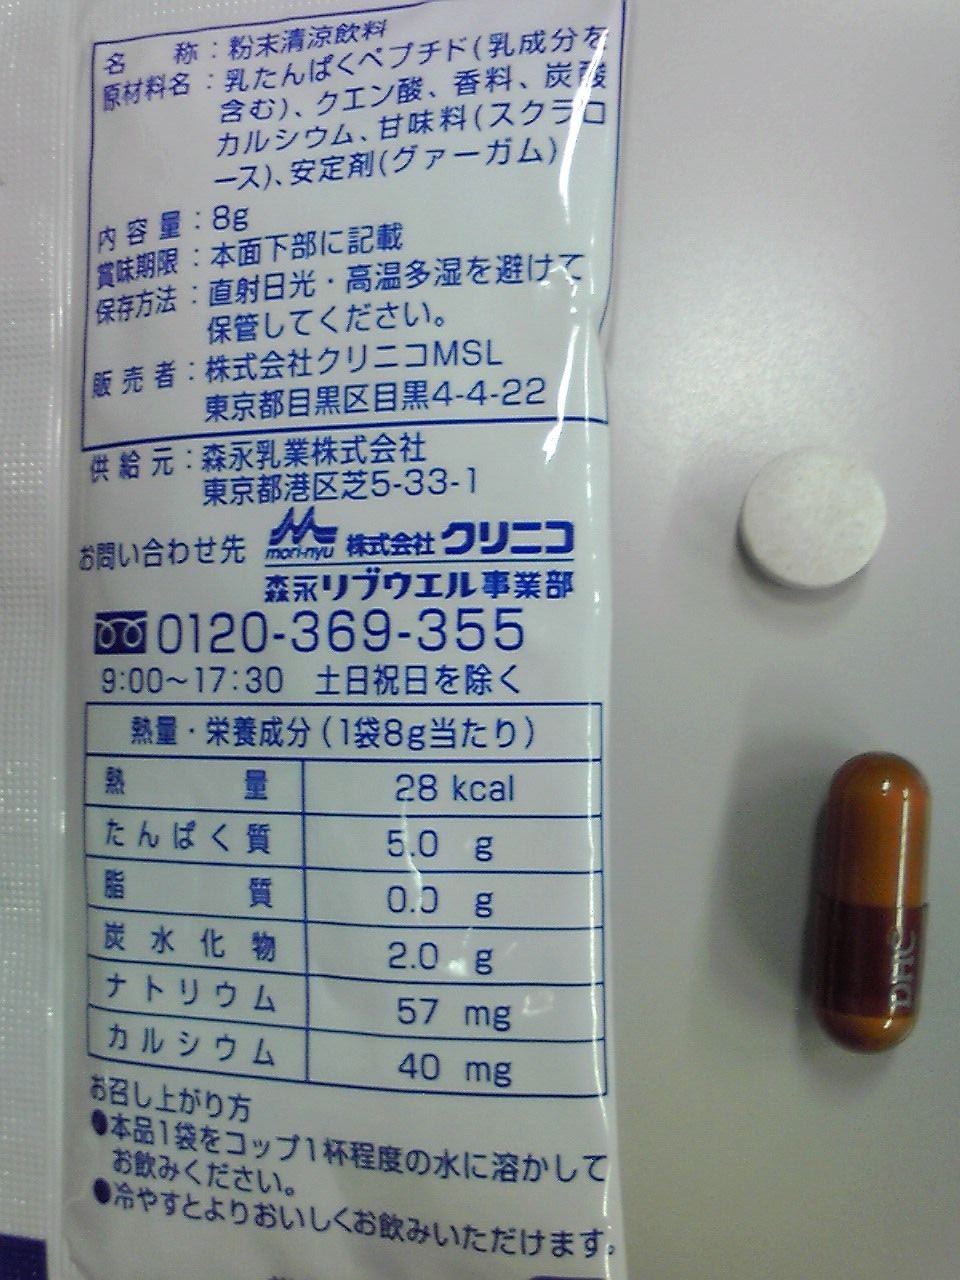 名称：粉末清涼飲料
原材料名：乳たんぱくペプチド(乳成分を
含む)、クエン酸、香料、炭酸
カルシウム、甘味料(スクラロ
ース)、安定剤(グァーガム)
内容量：8g
賞味期限：本面下部に記載
保存方法：直射日光・高温多湿を避けて
保管してください。
販売者：株式会社クリニコMSL
東京都目黒区目黒4-4-22
供給元：森永乳業株式会社
東京都港区芝5-33-1
お問い合わせ先 mori-nyu 株式会社クリニコ
森永リブウエル事業部
0120-369-355
9:00〜17:30 土日祝日を除く
熱量・栄養成分(1袋8g当たり)
熱量 28 kcal
たんぱく質 5.0 g
脂質 0.0 g
炭水化物 2.0 g
ナトリウム 57 mg
カルシウム 40 mg
お召し上がり方
●本品1袋をコップ1杯程度の水に溶かして
お飲みください。
●冷やすとよりおいしくお飲みいただけます。
DHC